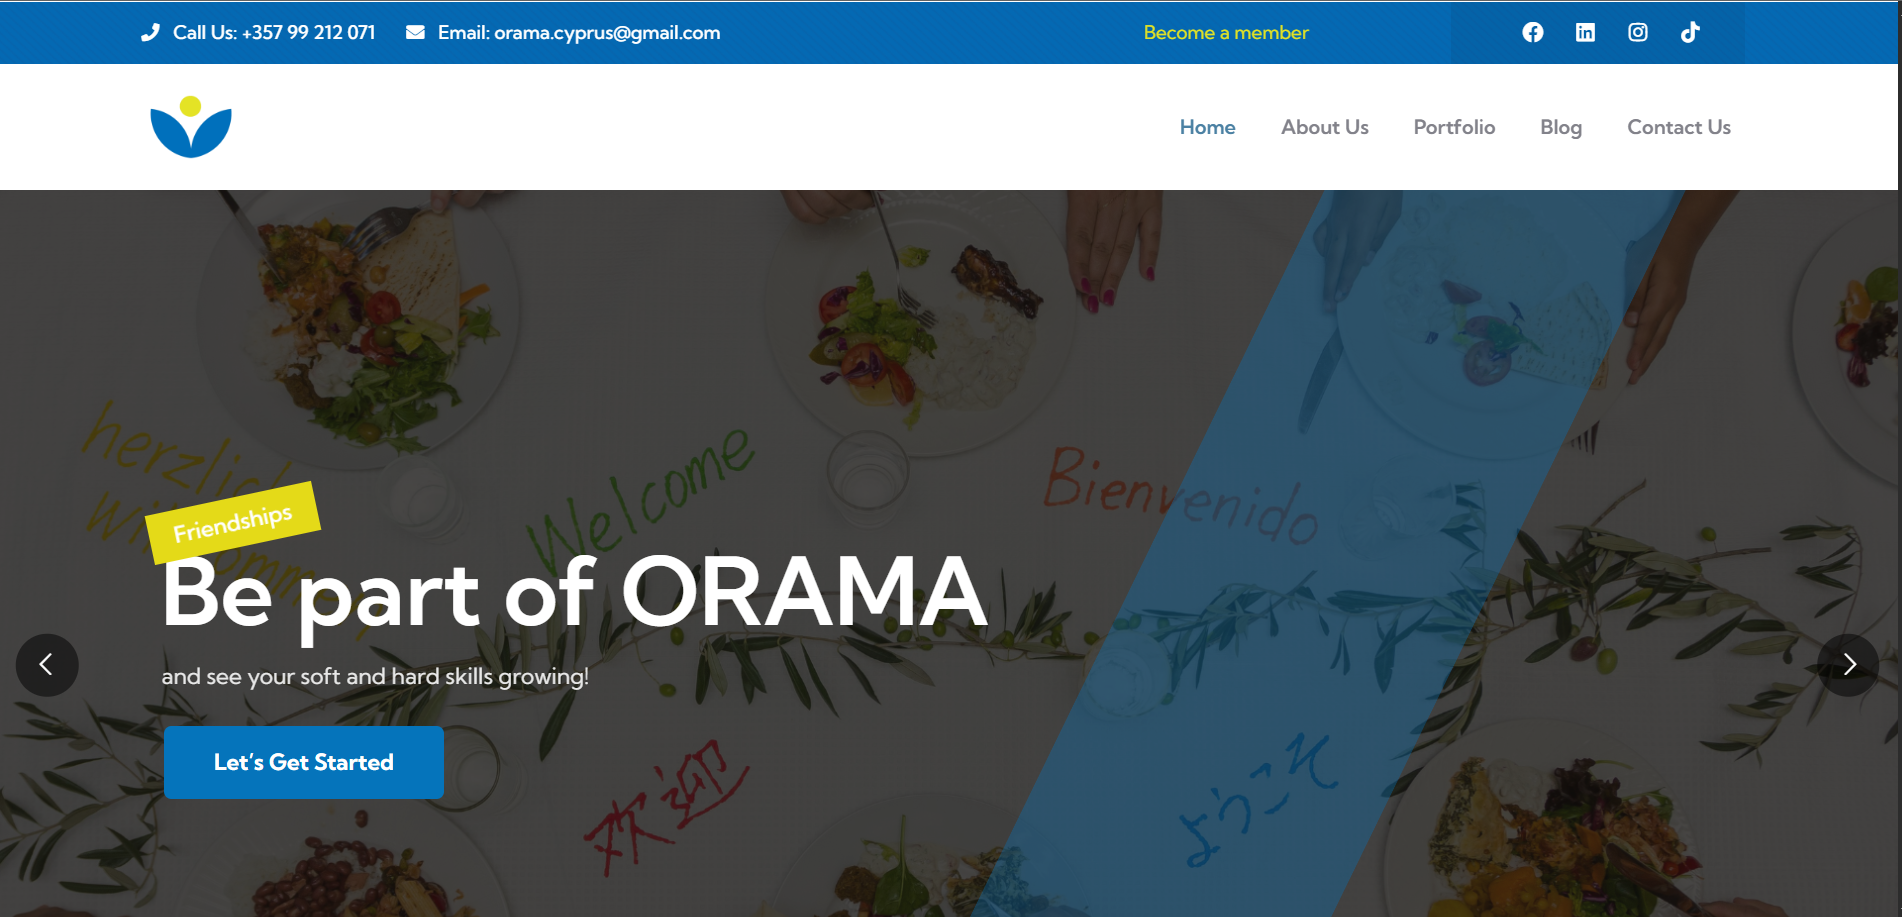 Call Us: +357 99 212 071 Email: orama.cyprus@gmail.com Become a member
Home About Us Portfolio Blog Contact Us
herzlich
Willkommen
Welcome
Bienvenido
Friendships
Be part of ORAMA
and see your soft and hard skills growing!
Let’s Get Started
欢迎
ようこそ